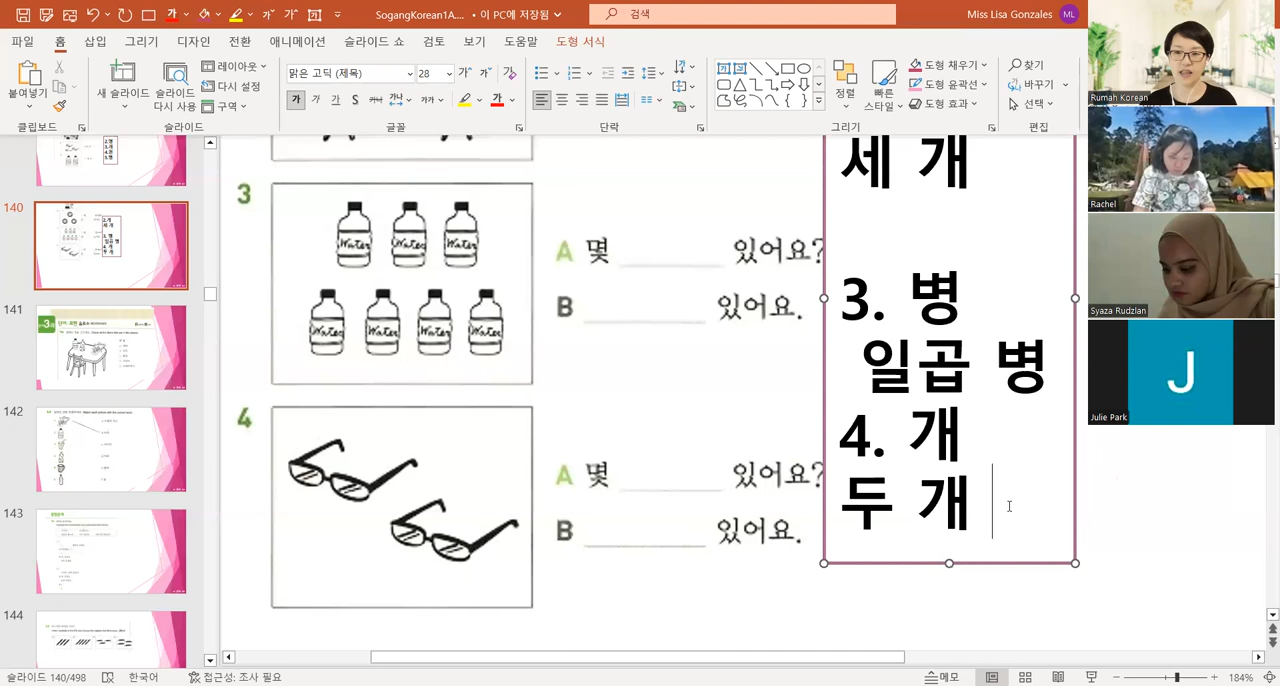 SogangKorean1A.... • 이 PC에 저장됨
검색
Miss Lisa Gonzales
ML
파일 홈 삽입 그리기 디자인 전환 애니메이션 슬라이드 쇼 검토 보기 도움말 도형 서식
붙여넣기
새 슬라이드
슬라이드 다시 사용
레이아웃
다시 설정
구역
맑은 고딕 (제목) 28
정렬
빠른 스타일
도형 채우기
도형 윤곽선
도형 효과
찾기
바꾸기
선택
클립보드 슬라이드 글꼴 단락 그리기 편집
140
141
142
143
144
세 개
3
Water Water Water
Water Water Water Water
A 몇 있어요?
B 있어요.
3. 병
일곱 병
4. 개
두 개
4
A 몇 있어요?
B 있어요.
Rumah Korean
Rachel
Syaza Rudzlan
J
Julie Park
슬라이드 140/498 한국어 접근성: 조사 필요 메모 184%